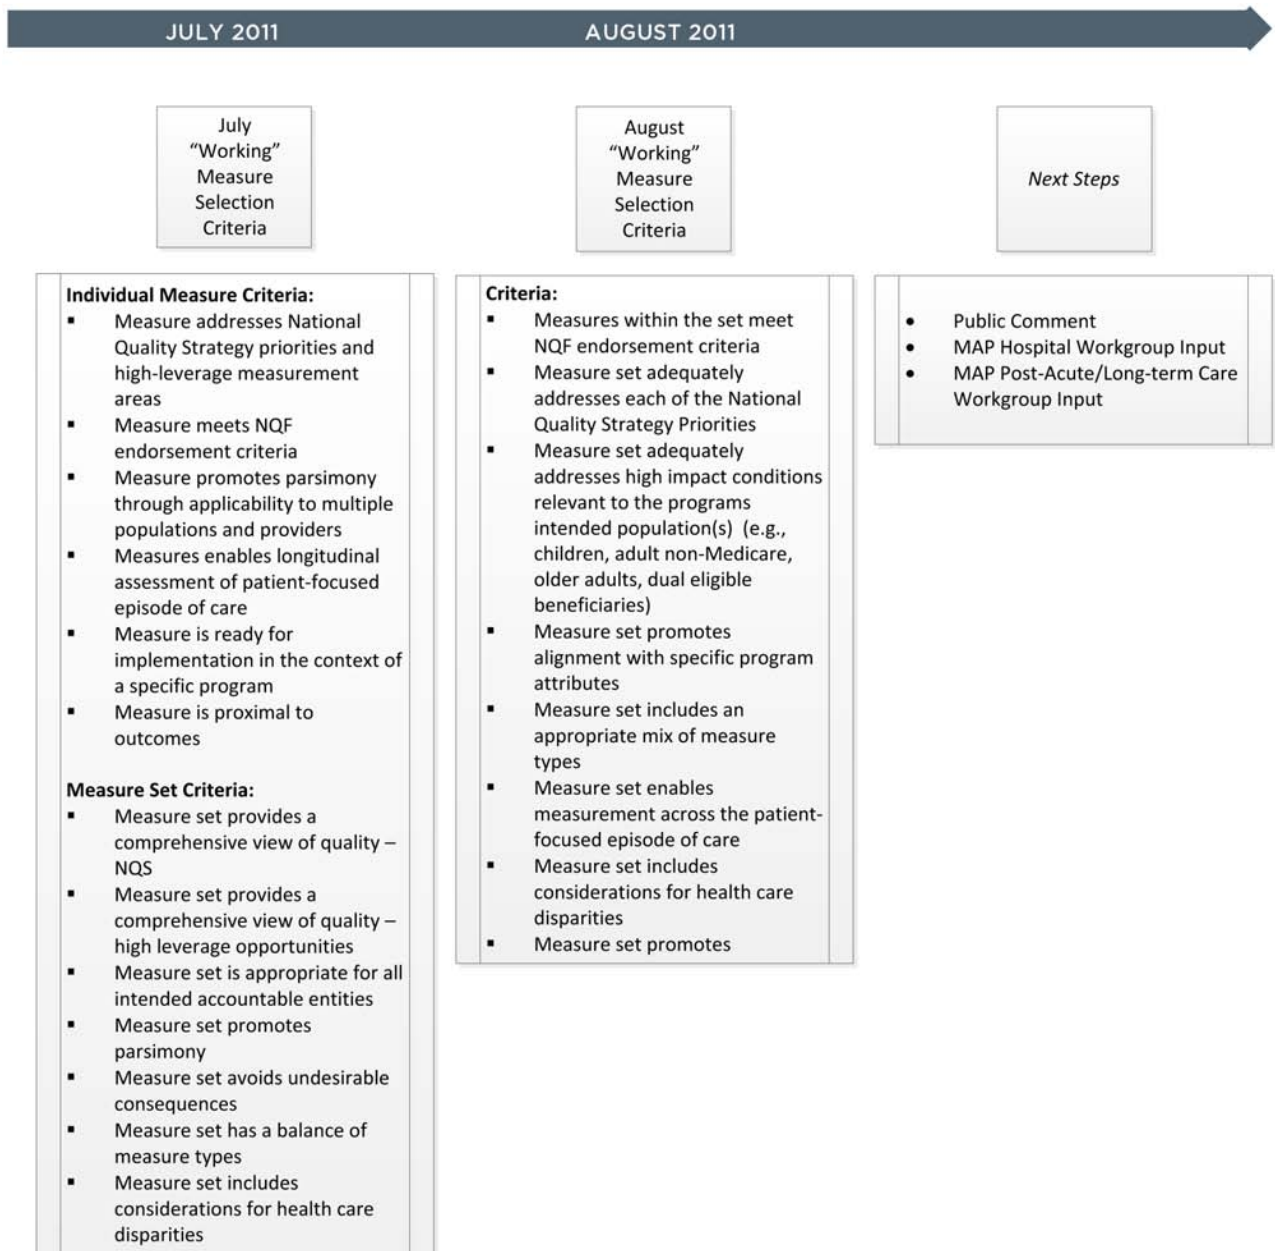 JULY 2011
AUGUST 2011
July
“Working”
Measure
Selection
Criteria
August
“Working”
Measure
Selection
Criteria
Next Steps
Individual Measure Criteria:
▪ Measure addresses National
Quality Strategy priorities and
high-leverage measurement
areas
▪ Measure meets NQF
endorsement criteria
▪ Measure promotes parsimony
through applicability to multiple
populations and providers
▪ Measures enables longitudinal
assessment of patient-focused
episode of care
▪ Measure is ready for
implementation in the context of
a specific program
▪ Measure is proximal to
outcomes
Measure Set Criteria:
▪ Measure set provides a
comprehensive view of quality –
NQS
▪ Measure set provides a
comprehensive view of quality –
high leverage opportunities
▪ Measure set is appropriate for all
intended accountable entities
▪ Measure set promotes
parsimony
▪ Measure set avoids undesirable
consequences
▪ Measure set has a balance of
measure types
▪ Measure set includes
considerations for health care
disparities
Criteria:
▪ Measures within the set meet
NQF endorsement criteria
▪ Measure set adequately
addresses each of the National
Quality Strategy Priorities
▪ Measure set adequately
addresses high impact conditions
relevant to the programs
intended population(s) (e.g.,
children, adult non-Medicare,
older adults, dual eligible
beneficiaries)
▪ Measure set promotes
alignment with specific program
attributes
▪ Measure set includes an
appropriate mix of measure
types
▪ Measure set enables
measurement across the patient-
focused episode of care
▪ Measure set includes
considerations for health care
disparities
▪ Measure set promotes
• Public Comment
• MAP Hospital Workgroup Input
• MAP Post-Acute/Long-term Care
Workgroup Input